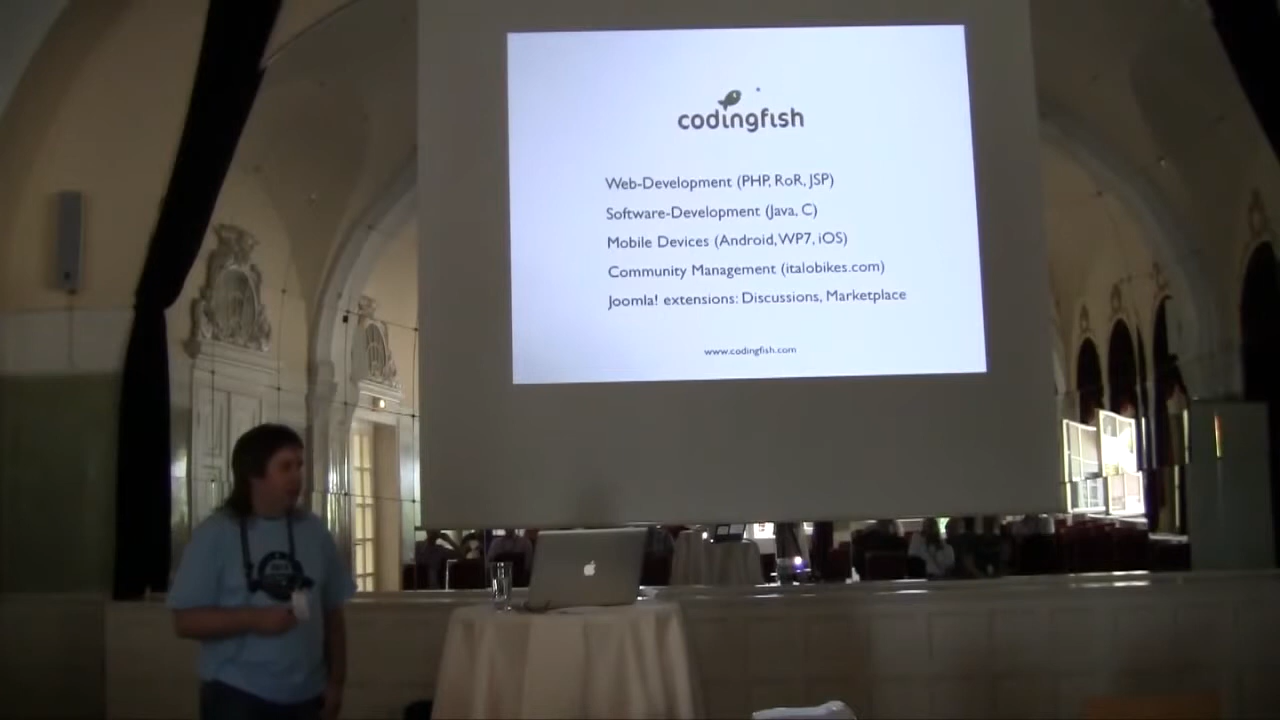 codingfish
Web-Development (PHP, RoR, JSP)
Software-Development (Java, C)
Mobile Devices (Android, WP7, iOS)
Community Management (italobikes.com)
Joomla! extensions: Discussions, Marketplace
www.codingfish.com